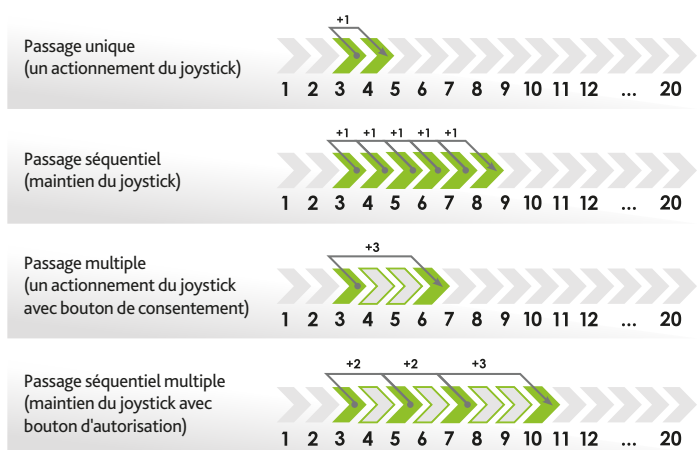 +1
Passage unique
(un actionnement du joystick)
1 2 3 4 5 6 7 8 9 10 11 12 ... 20
+1 +1 +1 +1 +1
Passage séquentiel
(maintien du joystick)
1 2 3 4 5 6 7 8 9 10 11 12 ... 20
+3
Passage multiple
(un actionnement du joystick
avec bouton de consentement)
1 2 3 4 5 6 7 8 9 10 11 12 ... 20
+2 +2 +3
Passage séquentiel multiple
(maintien du joystick avec
bouton d'autorisation)
1 2 3 4 5 6 7 8 9 10 11 12 ... 20